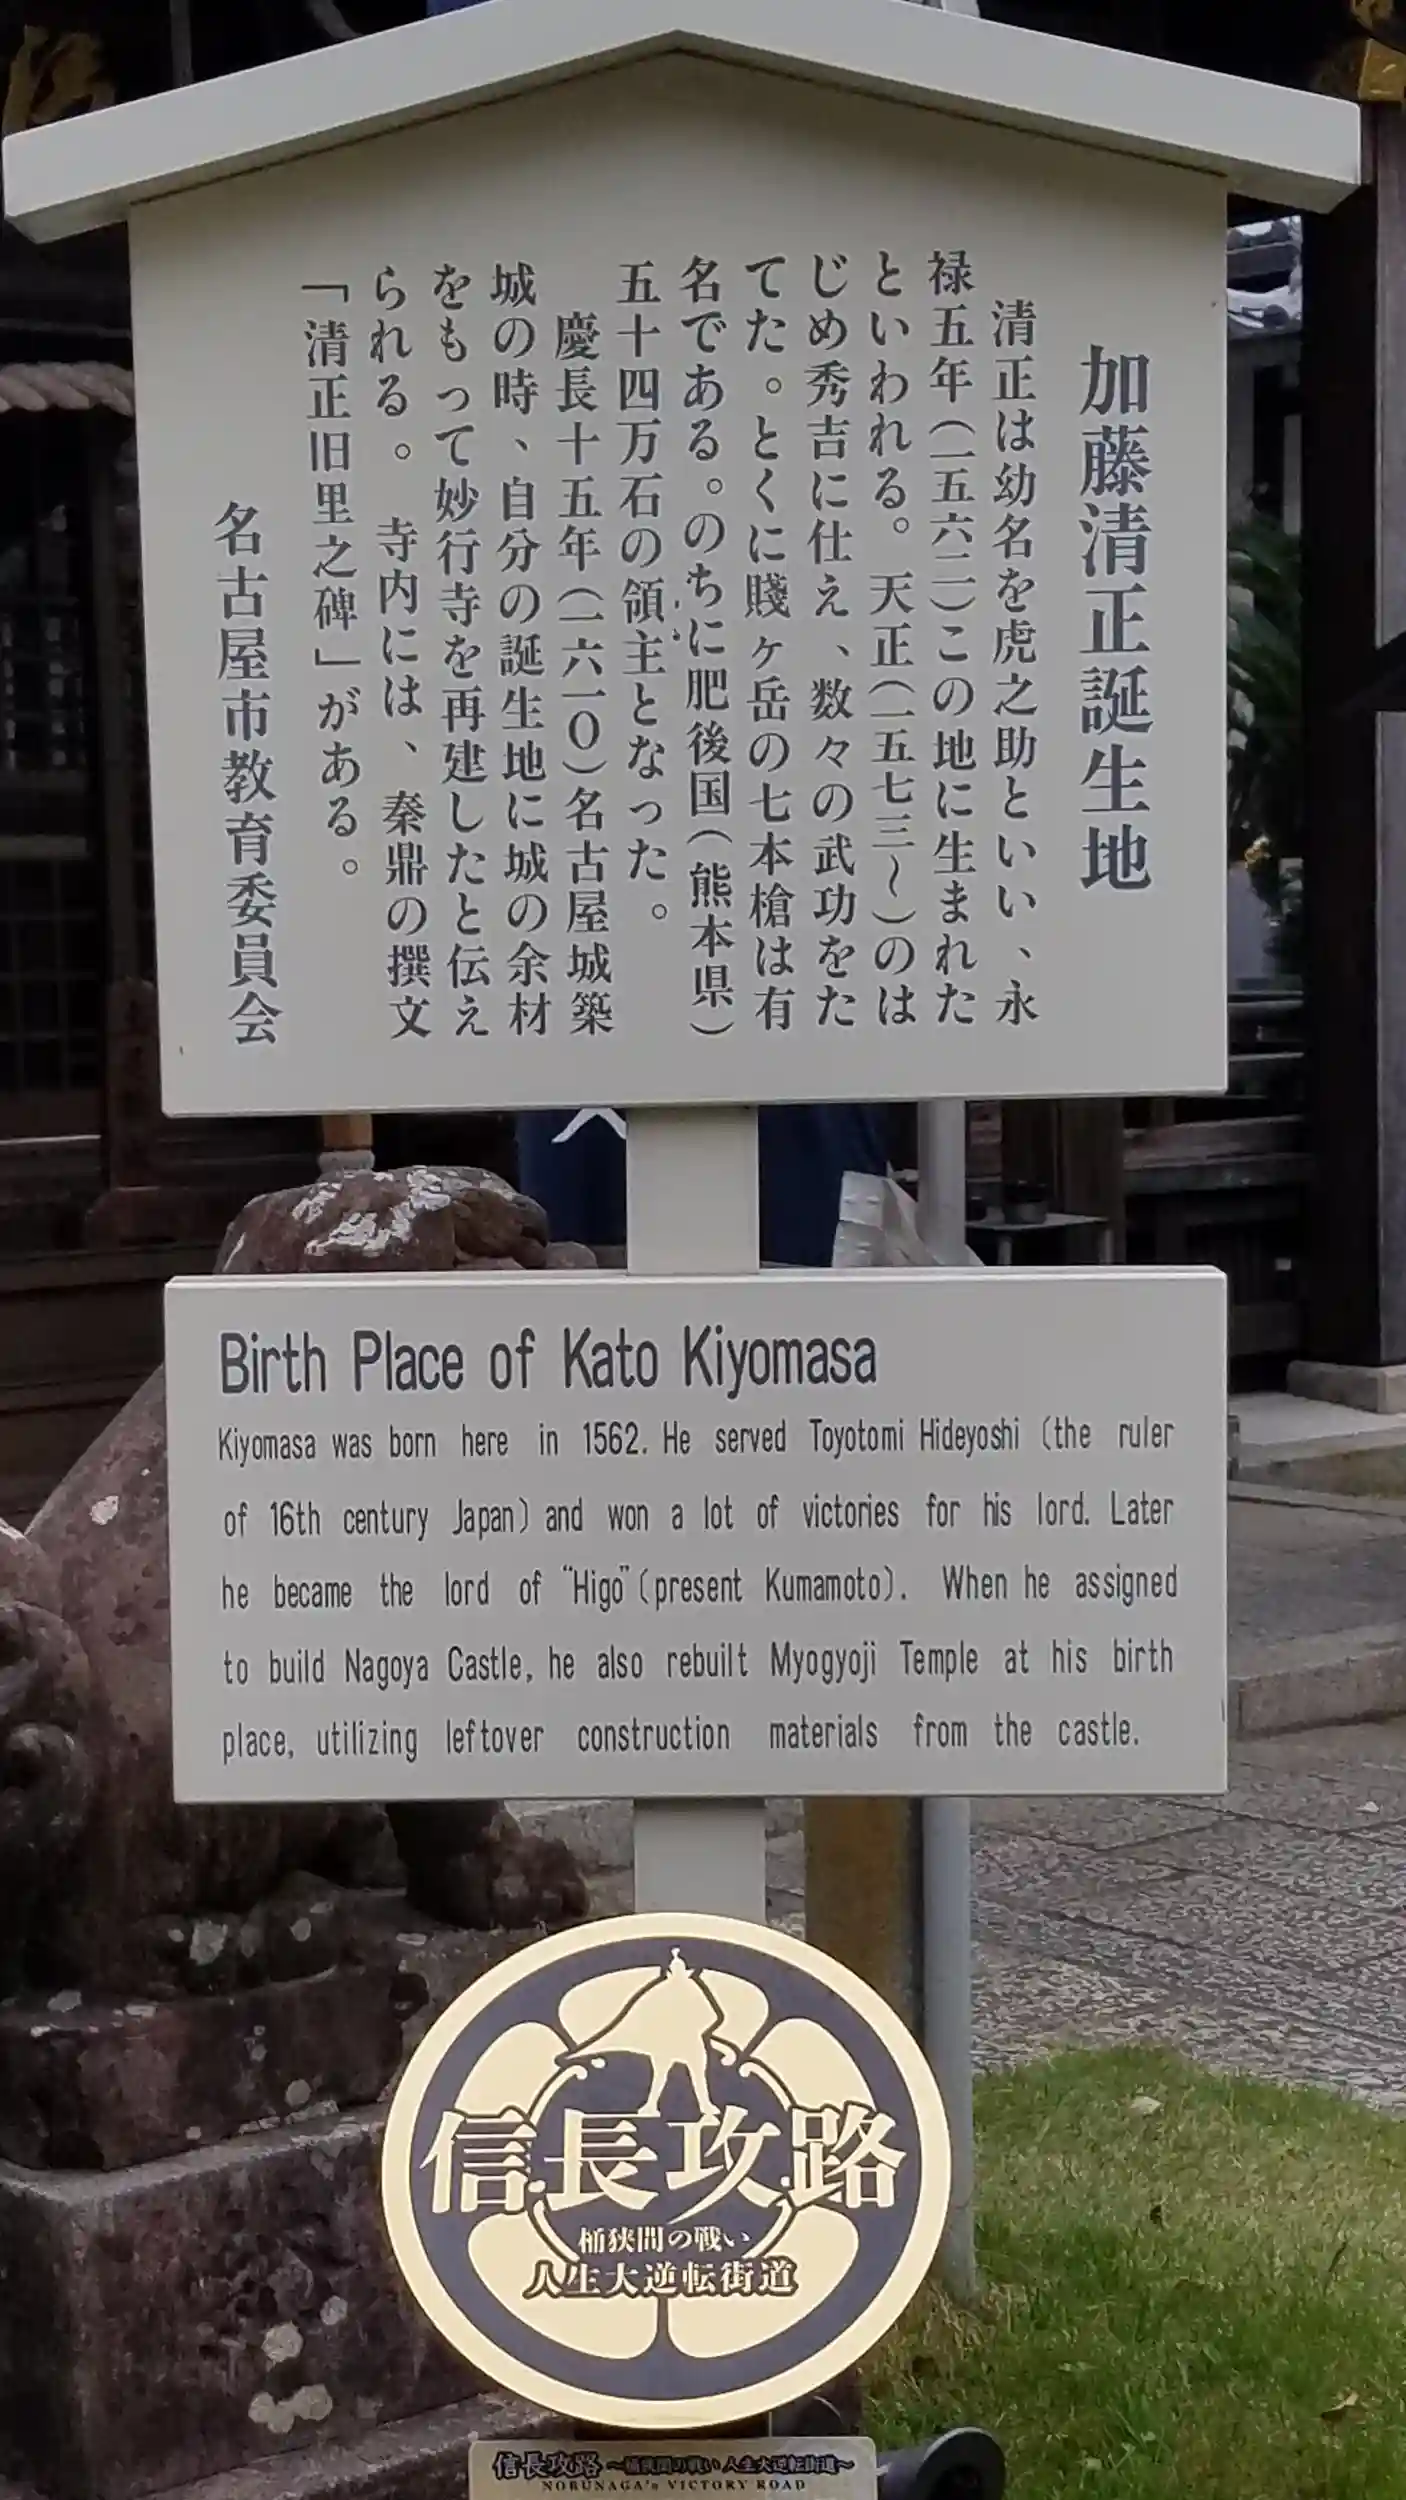 加藤清正誕生地
清正は幼名を虎之助といい、永
禄五年(一五六二)この地に生まれた
といわれる。天正(一五七三~)のは
じめ秀吉に仕え、数々の武功をた
てた。とくに賤ヶ岳の七本槍は有
名である。のちに肥後国(熊本県)
五十四万石の領主となった。
慶長十五年(一六一〇)名古屋城築
城の時、自分の誕生地に城の余材
をもって妙行寺を再建したと伝え
られる。寺内には、秦鼎の撰文
「清正旧里之碑」がある。
名古屋市教育委員会
Birth Place of Kato Kiyomasa
Kiyomasa was born here in 1562. He served Toyotomi Hideyoshi (the ruler
of 16th century Japan) and won a lot of victories for his lord. Later
he became the lord of "Higo" (present Kumamoto). When he assigned
to build Nagoya Castle, he also rebuilt Myogyoji Temple at his birth
place, utilizing leftover construction materials from the castle.
信長攻路
桶狭間の戦い
人生大逆転街道
信長攻路 ~桶狭間の戦い 人生大逆転街道~
NOBUNAGA's VICTORY ROAD